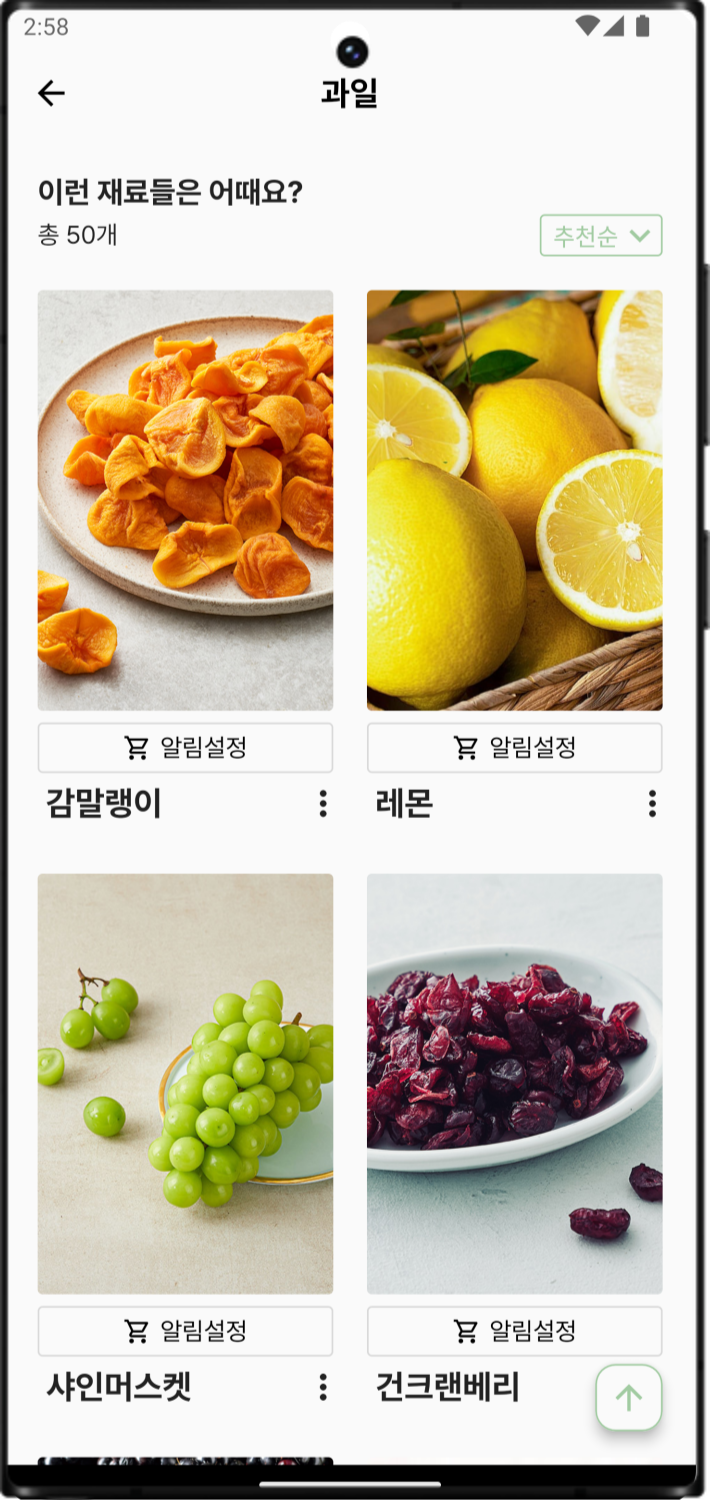 2:58
과일
이런 재료들은 어때요?
총 50개
추천순
알림설정
알림설정
감말랭이
레몬
알림설정
알림설정
샤인머스켓
건크랜베리